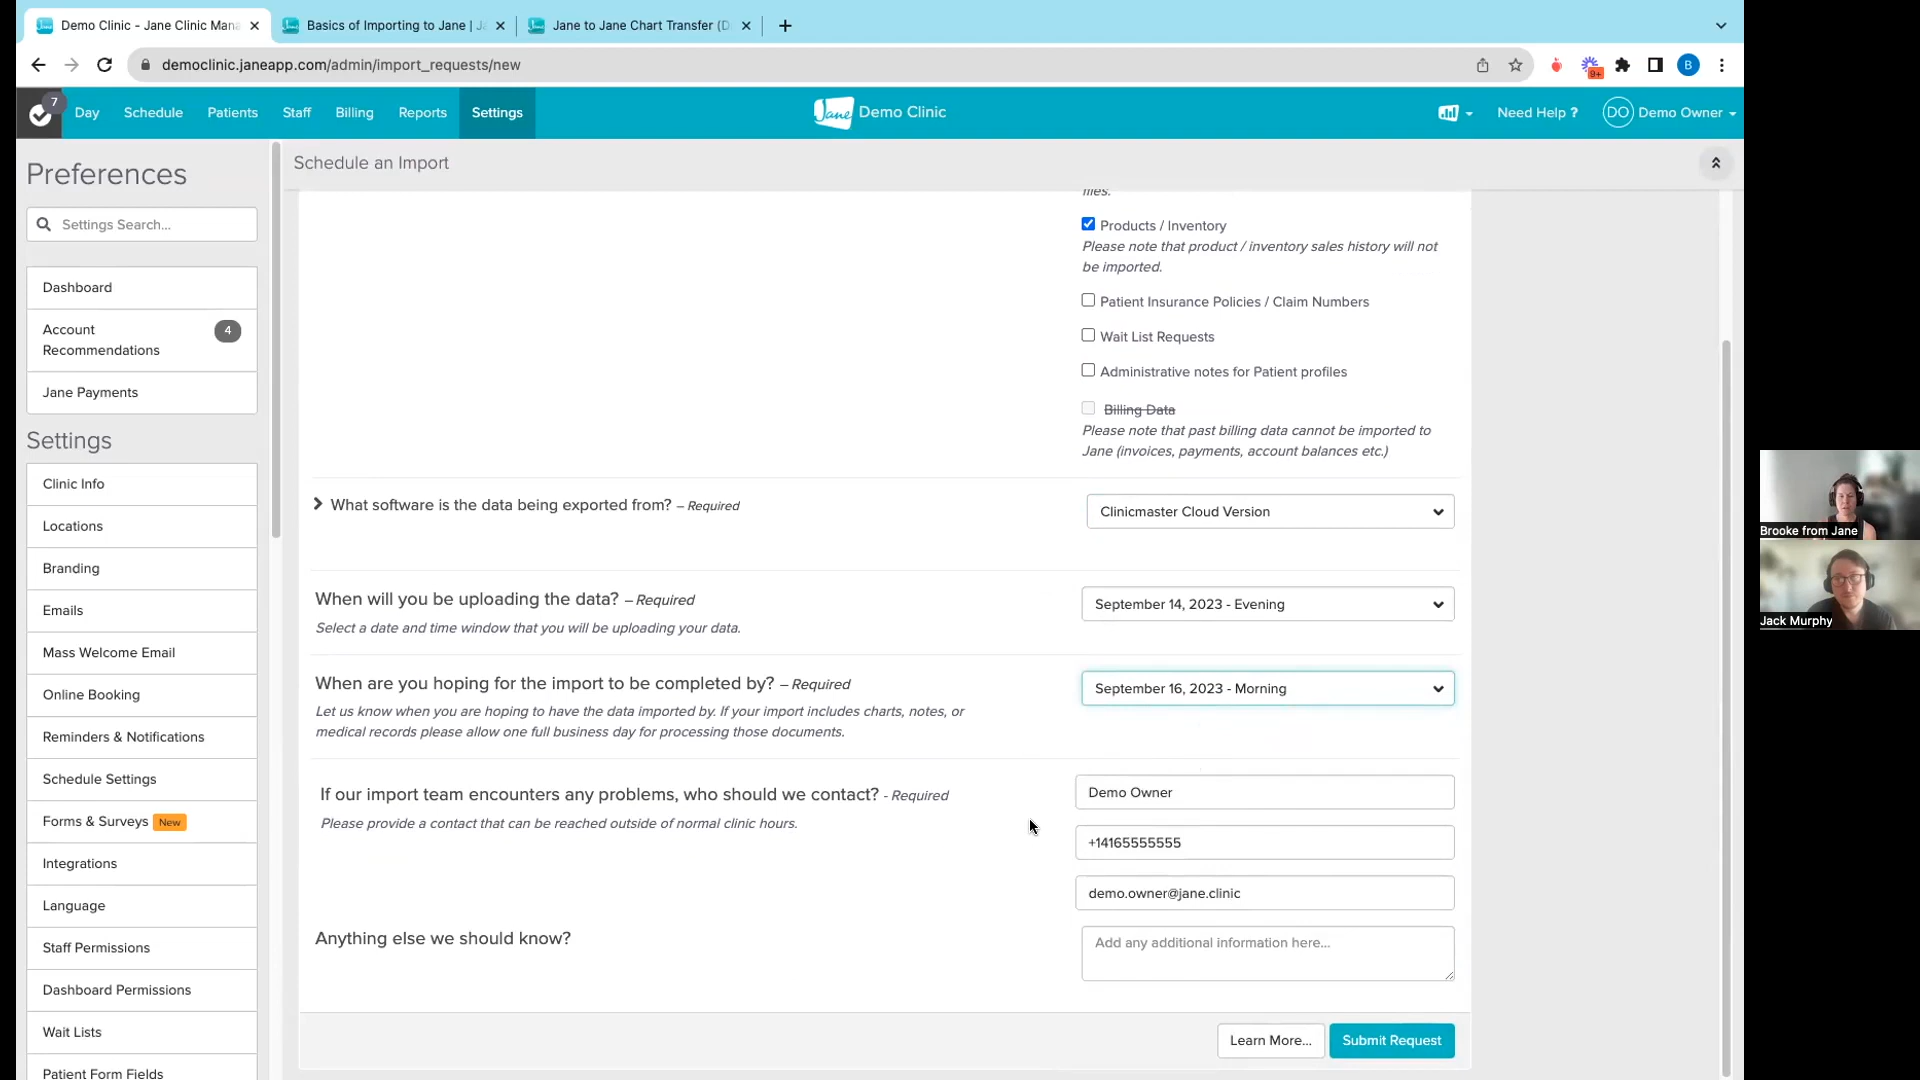 Demo Clinic - Jane Clinic Mana
Basics of Importing to Jane | Ja
Jane to Jane Chart Transfer (D
democlinic.janeapp.com/admin/import_requests/new
9+
B
7
Day
Schedule
Patients
Staff
Billing
Reports
Settings
Jane
Demo Clinic
Need Help ?
DO
Demo Owner
Preferences
Settings Search...
Dashboard
Account
Recommendations
4
Jane Payments
Settings
Clinic Info
Locations
Branding
Emails
Mass Welcome Email
Online Booking
Reminders & Notifications
Schedule Settings
Forms & Surveys New
Integrations
Language
Staff Permissions
Dashboard Permissions
Wait Lists
Patient Form Fields
Schedule an Import
files.
Products / Inventory
Please note that product / inventory sales history will not
be imported.
Patient Insurance Policies / Claim Numbers
Wait List Requests
Administrative notes for Patient profiles
Billing Data
Please note that past billing data cannot be imported to
Jane (invoices, payments, account balances etc.)
What software is the data being exported from? – Required
Clinicmaster Cloud Version
When will you be uploading the data? – Required
Select a date and time window that you will be uploading your data.
September 14, 2023 - Evening
When are you hoping for the import to be completed by? – Required
Let us know when you are hoping to have the data imported by. If your import includes charts, notes, or
medical records please allow one full business day for processing those documents.
September 16, 2023 - Morning
If our import team encounters any problems, who should we contact? - Required
Please provide a contact that can be reached outside of normal clinic hours.
Demo Owner
+14165555555
demo.owner@jane.clinic
Anything else we should know?
Add any additional information here...
Learn More...
Submit Request
Brooke from Jane
Jack Murphy